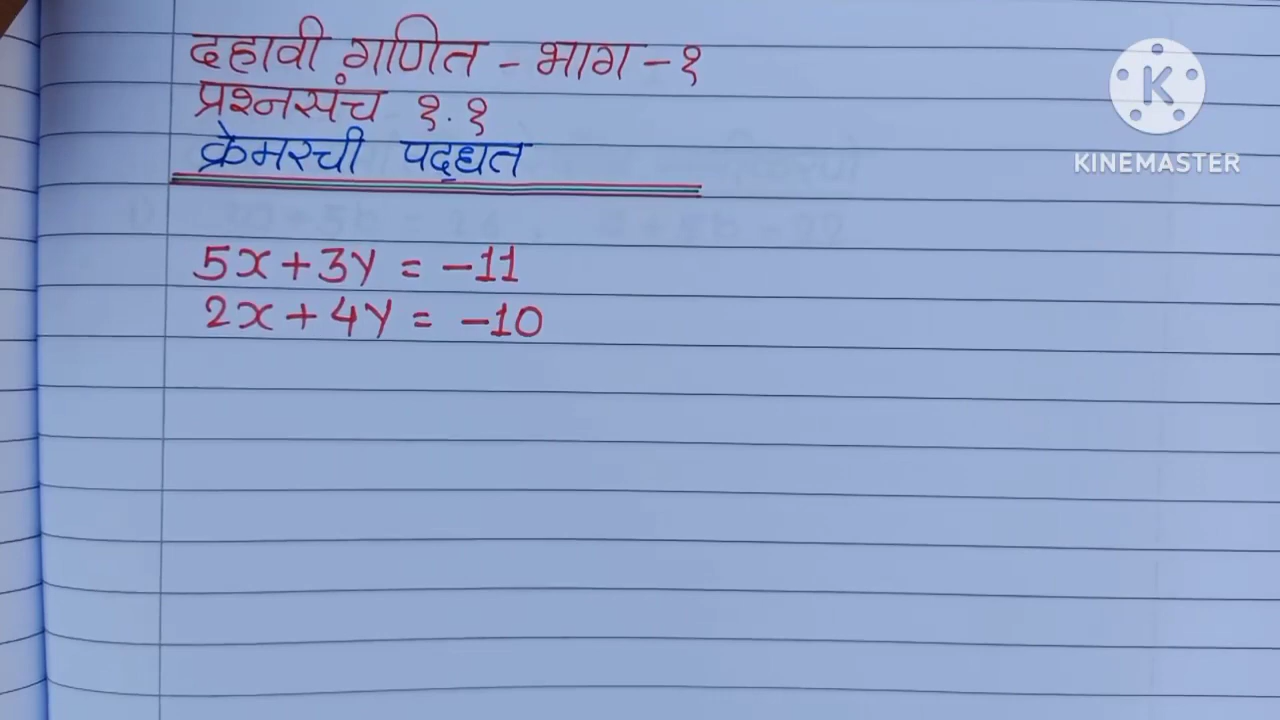 दहावी गणित - भाग - १
प्रश्नसंच १.१
क्रेमरची पद्धत
5x + 3y = -11
2x + 4y = -10
K
KINEMASTER